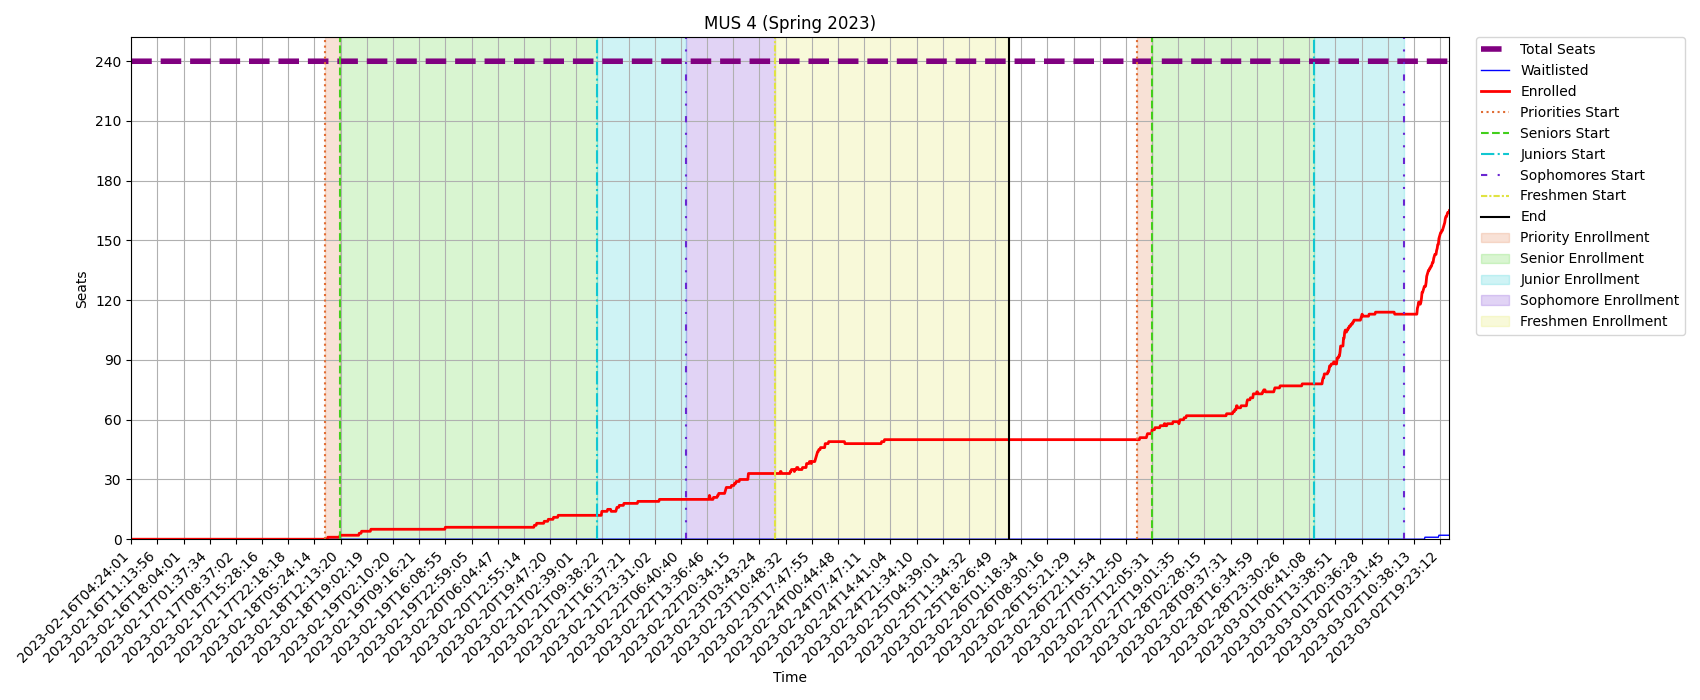 MUS 4 (Spring 2023)
240
210
180
150
120
90
60
30
0
Seats
2023-02-16T04:24:01
2023-02-16T11:13:56
2023-02-16T18:04:01
2023-02-17T01:37:34
2023-02-17T08:37:02
2023-02-17T15:28:16
2023-02-17T22:18:18
2023-02-18T05:24:14
2023-02-18T12:13:20
2023-02-18T19:02:19
2023-02-19T02:10:20
2023-02-19T09:16:21
2023-02-19T16:08:55
2023-02-19T22:59:05
2023-02-20T06:04:47
2023-02-20T12:55:14
2023-02-20T19:47:20
2023-02-21T02:39:01
2023-02-21T09:38:22
2023-02-21T16:37:21
2023-02-21T23:31:02
2023-02-22T06:40:40
2023-02-22T13:36:46
2023-02-22T20:34:15
2023-02-23T03:43:24
2023-02-23T10:48:32
2023-02-23T17:47:55
2023-02-24T00:44:48
2023-02-24T07:47:11
2023-02-24T14:41:04
2023-02-24T21:34:10
2023-02-25T04:39:01
2023-02-25T11:34:32
2023-02-25T18:26:49
2023-02-26T01:18:34
2023-02-26T08:30:16
2023-02-26T15:21:29
2023-02-26T22:11:54
2023-02-27T05:12:50
2023-02-27T12:05:31
2023-02-27T19:01:35
2023-02-28T02:28:15
2023-02-28T09:37:31
2023-02-28T16:34:59
2023-02-28T23:30:26
2023-03-01T06:41:08
2023-03-01T13:38:51
2023-03-01T20:36:28
2023-03-02T03:31:45
2023-03-02T10:38:13
2023-03-02T19:23:12
Time
Total Seats
Waitlisted
Enrolled
Priorities Start
Seniors Start
Juniors Start
Sophomores Start
Freshmen Start
End
Priority Enrollment
Senior Enrollment
Junior Enrollment
Sophomore Enrollment
Freshmen Enrollment